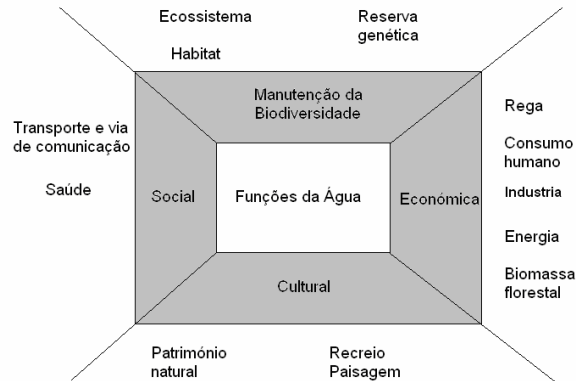 Ecossistema
Reserva
genética
Habitat
Manutenção da
Biodiversidade
Transporte e via
de comunicação
Saúde
Social
Funções da Água
Económica
Rega
Consumo
humano
Industria
Energia
Biomassa
florestal
Cultural
Património
natural
Recreio
Paisagem